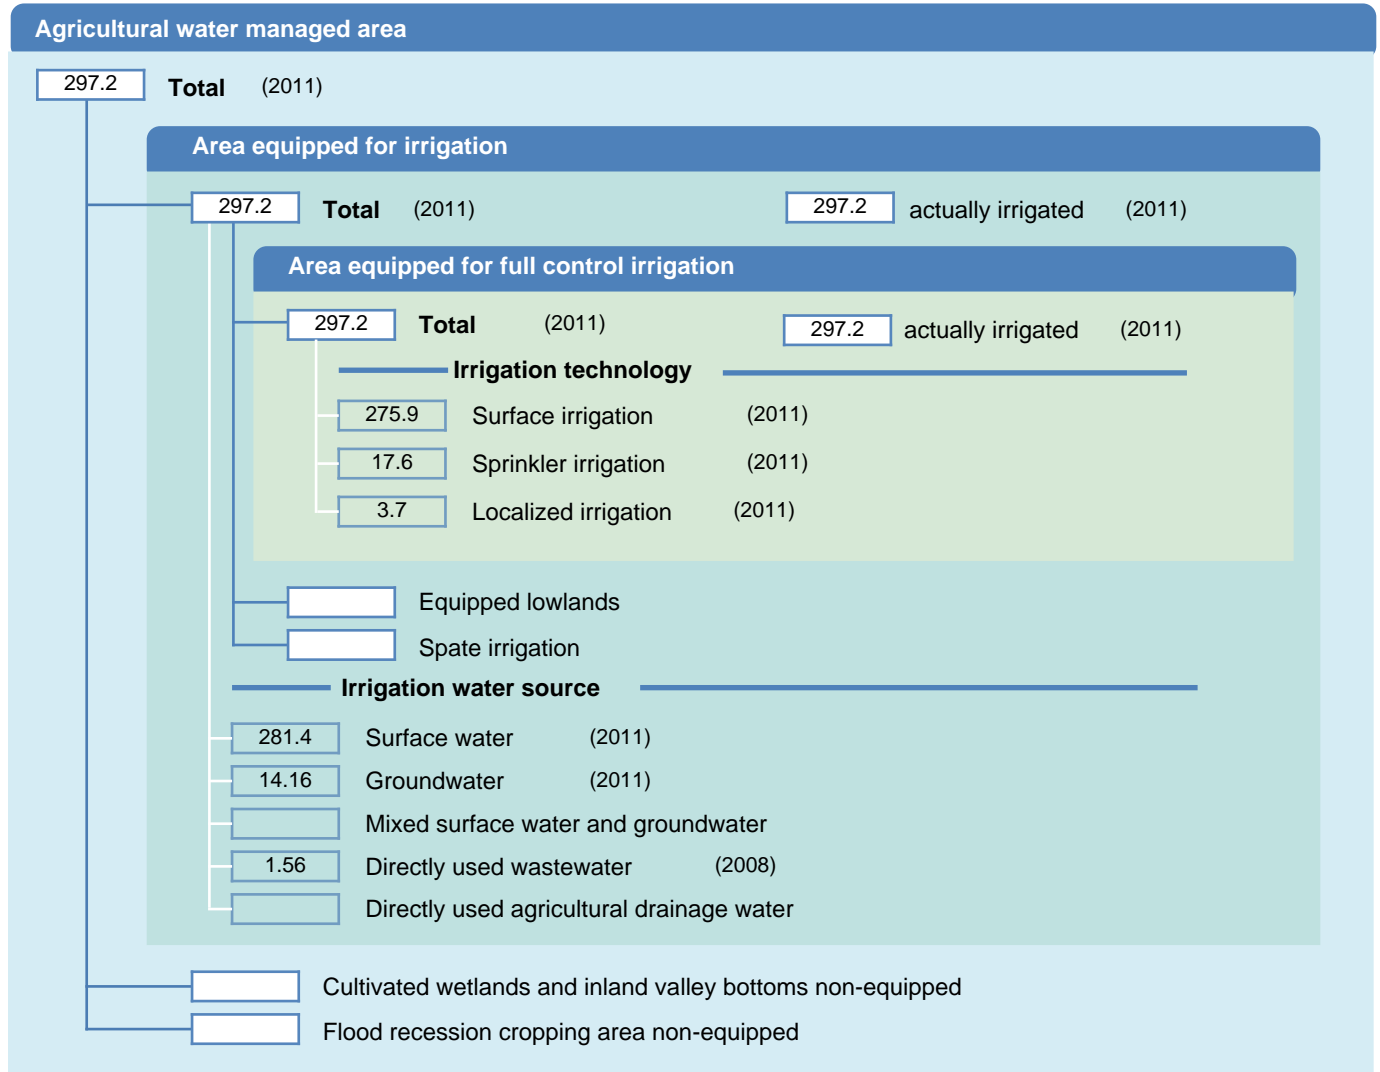 Agricultural water managed area
297.2 Total (2011)
Area equipped for irrigation
297.2 Total (2011) 297.2 actually irrigated (2011)
Area equipped for full control irrigation
297.2 Total (2011) 297.2 actually irrigated (2011)
Irrigation technology
275.9 Surface irrigation (2011)
17.6 Sprinkler irrigation (2011)
3.7 Localized irrigation (2011)
Equipped lowlands
Spate irrigation
Irrigation water source
281.4 Surface water (2011)
14.16 Groundwater (2011)
Mixed surface water and groundwater
1.56 Directly used wastewater (2008)
Directly used agricultural drainage water
Cultivated wetlands and inland valley bottoms non-equipped
Flood recession cropping area non-equipped